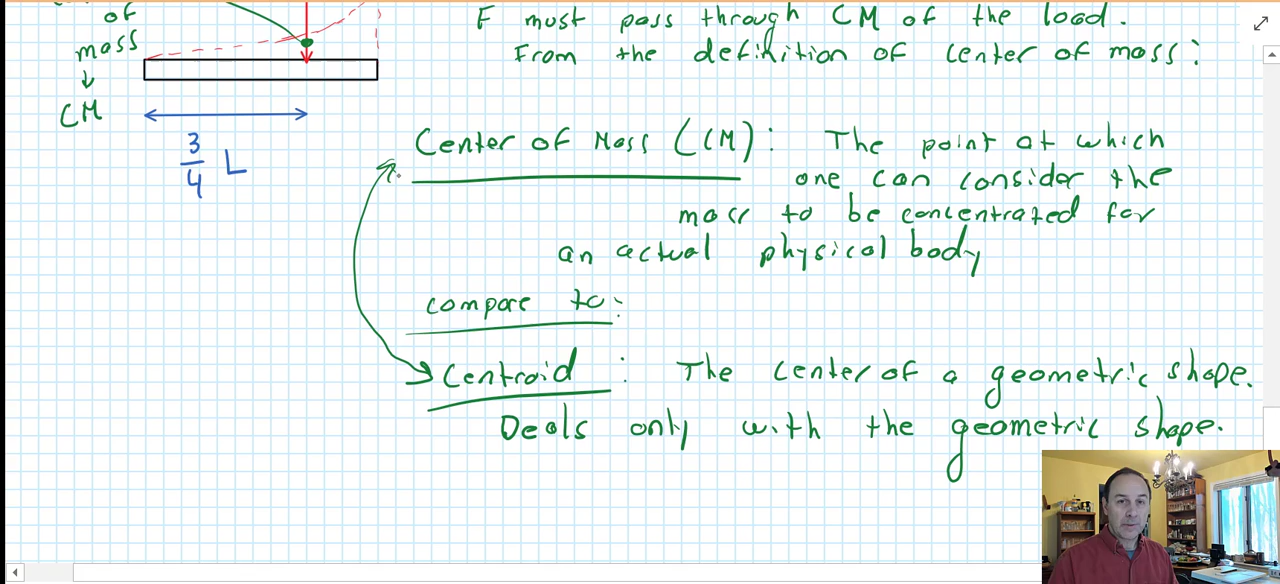 of
mass
CM
3/4 L
F must pass through CM of the load.
From the definition of center of mass:
Center of Mass (CM): The point at which
one can consider the
mass to be concentrated for
an actual physical body
compare to:
Centroid : The center of a geometric shape.
Deals only with the geometric shape.